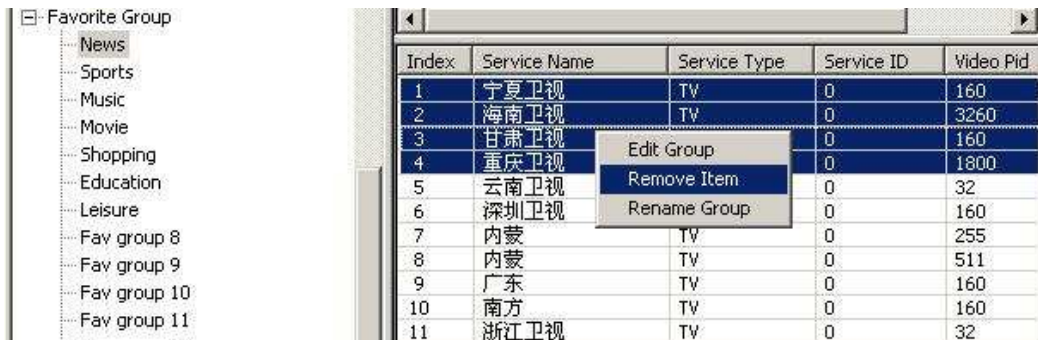 Favorite Group
News
Sports
Music
Movie
Shopping
Education
Leisure
Fav group 8
Fav group 9
Fav group 10
Fav group 11
Index Service Name Service Type Service ID Video Pid
1 宁夏卫视 TV 0 160
2 海南卫视 TV 0 3260
3 甘肃卫视 0 160
4 重庆卫视 0 1800
5 云南卫视 0 32
6 深圳卫视 0 160
7 内蒙 TV 0 255
8 内蒙 TV 0 511
9 广东 TV 0 160
10 南方 TV 0 160
11 浙江卫视 TV 0 32
Edit Group
Remove Item
Rename Group